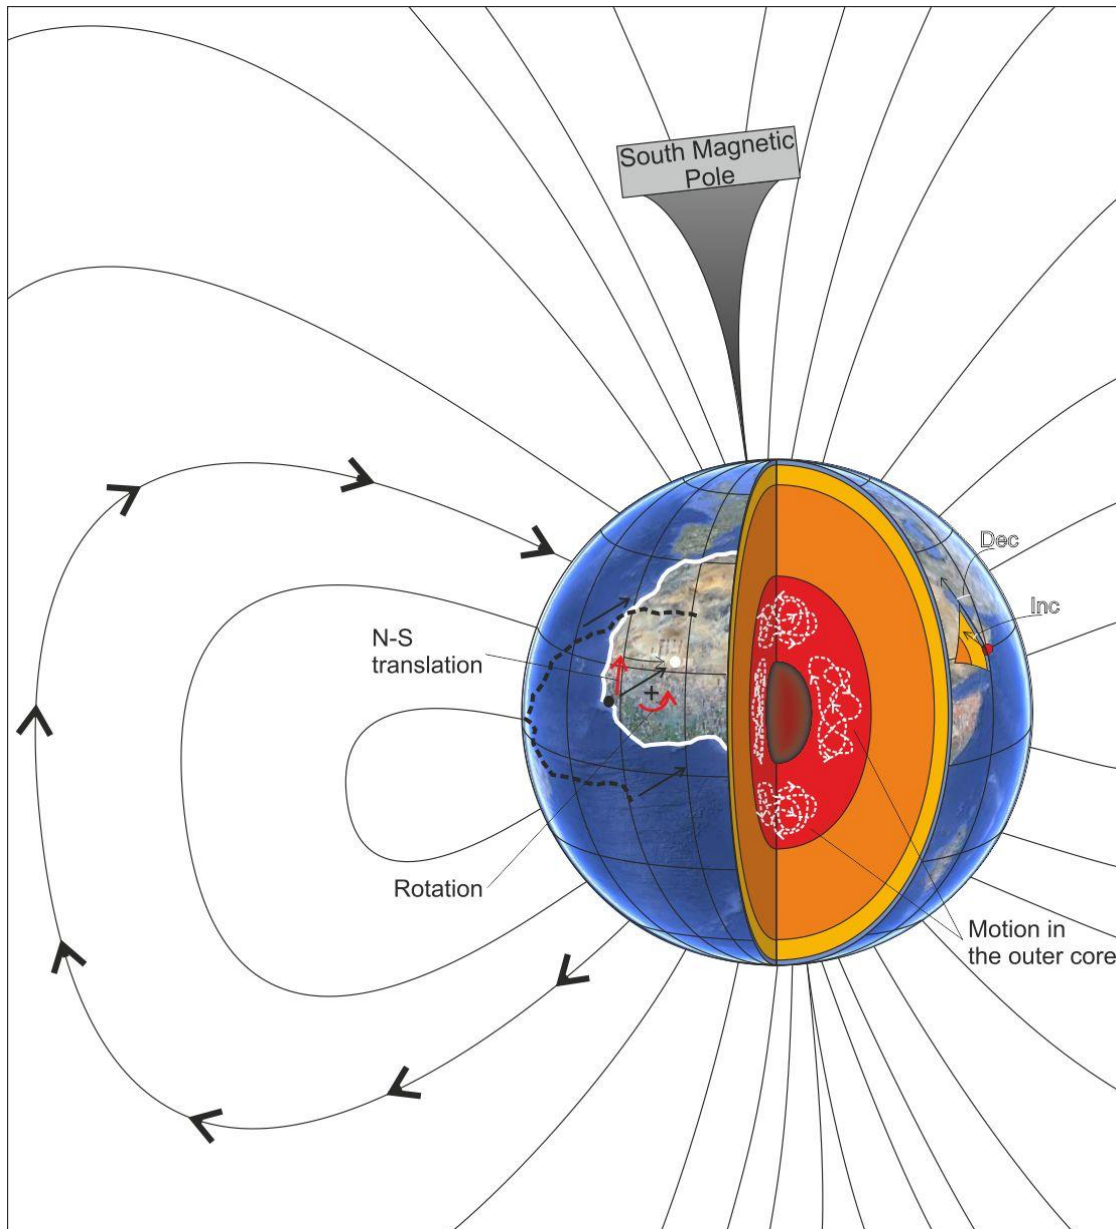 South Magnetic
Pole
Dec
Inc
N-S
translation
Rotation
Motion in
the outer core